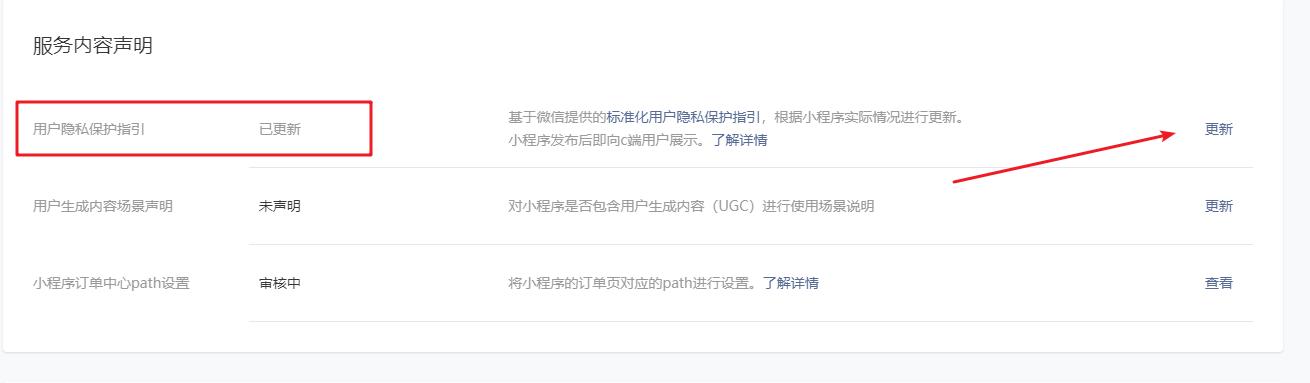 服务内容声明
用户隐私保护指引 已更新 基于微信提供的标准化用户隐私保护指引，根据小程序实际情况进行更新。
小程序发布后即向c端用户展示。了解详情 更新
用户生成内容场景声明 未声明 对小程序是否包含用户生成内容（UGC）进行使用场景说明 更新
小程序订单中心path设置 审核中 将小程序的订单页对应的path进行设置。了解详情 查看